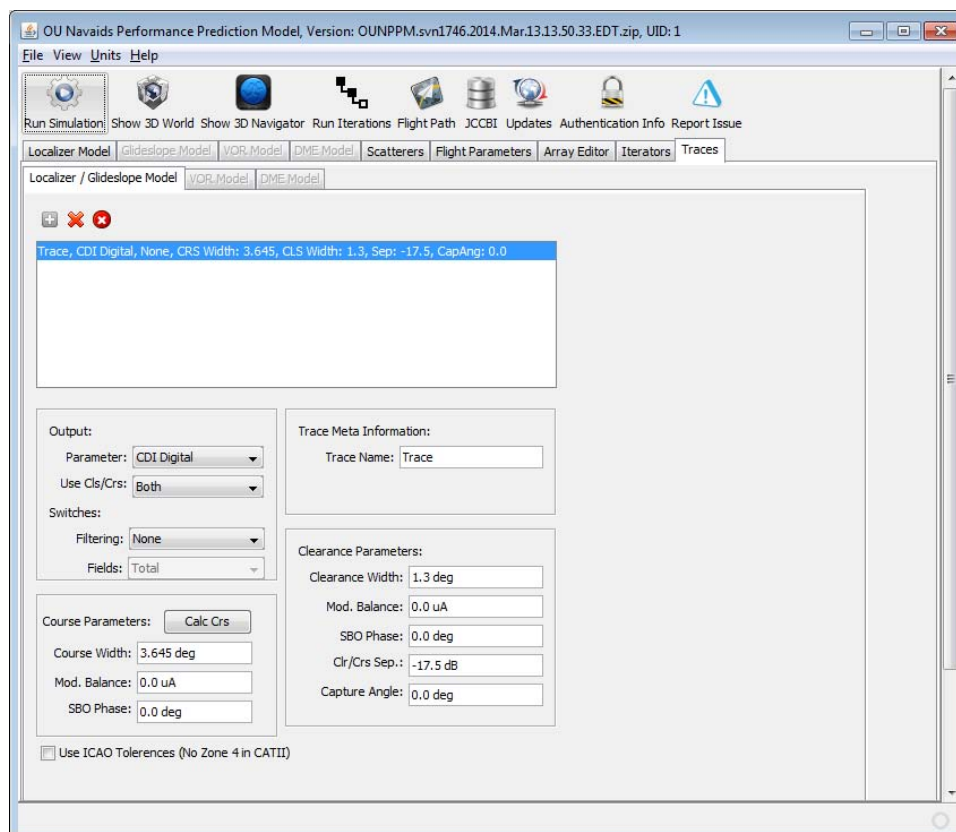 OU Navaids Performance Prediction Model, Version: OUNPPM.svn1746.2014.Mar.13.13.50.33.EDT.zip, UID: 1
File View Units Help
Run Simulation Show 3D World Show 3D Navigator Run Iterations Flight Path JCCBI Updates Authentication Info Report Issue
Localizer Model Glideslope Model VOR Model DME Model Scatterers Flight Parameters Array Editor Iterators Traces
Localizer / Glideslope Model VOR Model DME Model
Trace, CDI Digital, None, CRS Width: 3.645, CLS Width: 1.3, Sep: -17.5, CapAng: 0.0
Output:
Parameter: CDI Digital
Use Cls/Crs: Both
Switches:
Filtering: None
Fields: Total
Trace Meta Information:
Trace Name: Trace
Course Parameters: Calc Crs
Course Width: 3.645 deg
Mod. Balance: 0.0 uA
SBO Phase: 0.0 deg
Clearance Parameters:
Clearance Width: 1.3 deg
Mod. Balance: 0.0 uA
SBO Phase: 0.0 deg
Clr/Crs Sep.: -17.5 dB
Capture Angle: 0.0 deg
Use ICAO Tolerences (No Zone 4 in CATII)